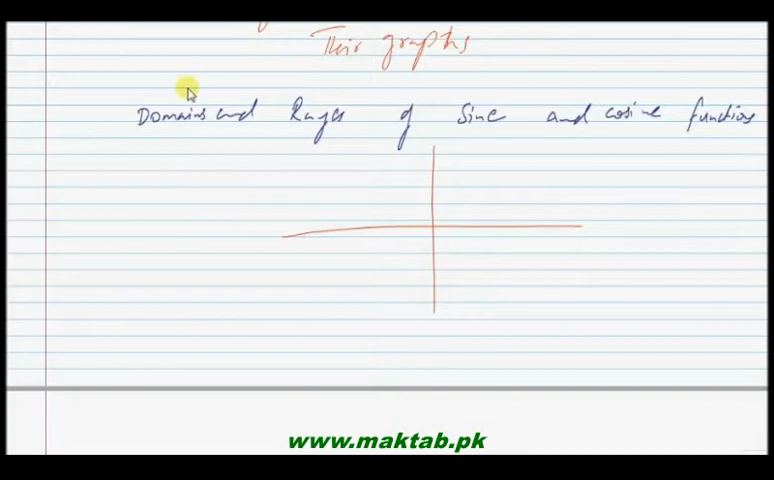 Their graphs
Domains and Ranges of Sine and cosine functions
www.maktab.pk